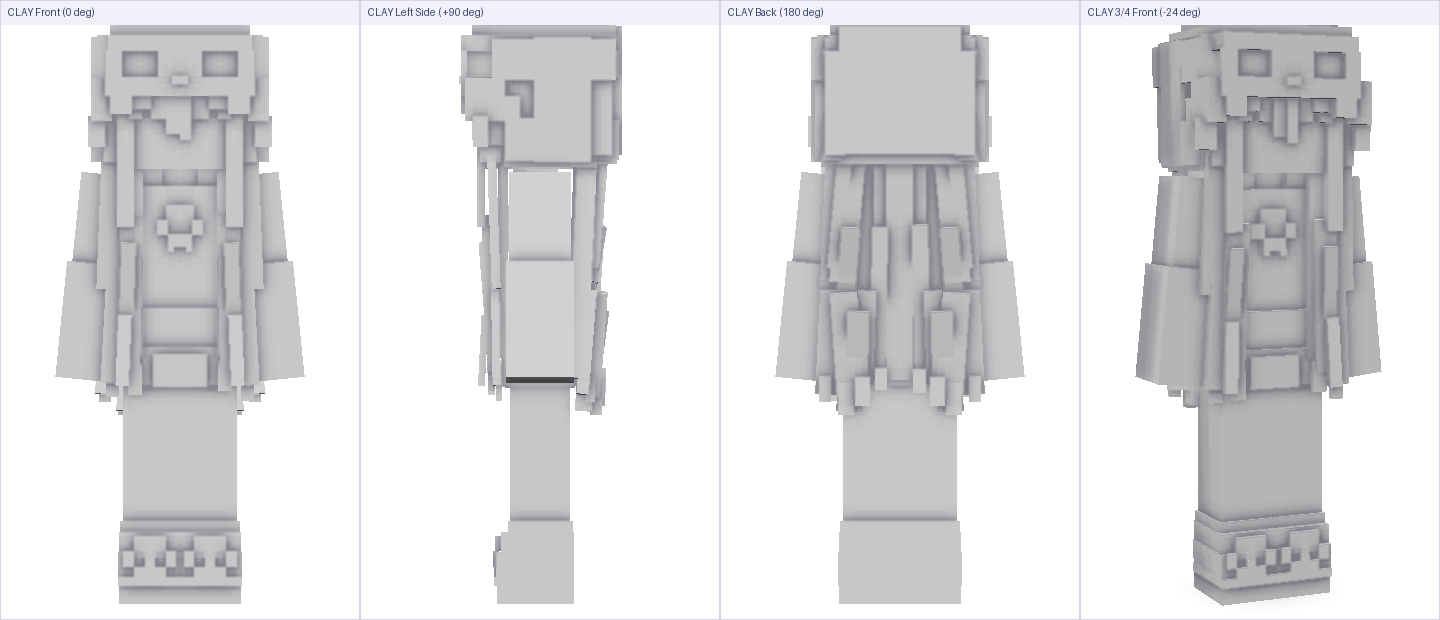 CLAY Front (0 deg)
CLAY Left Side (+90 deg)
CLAY Back (180 deg)
CLAY 3/4 Front (-24 deg)